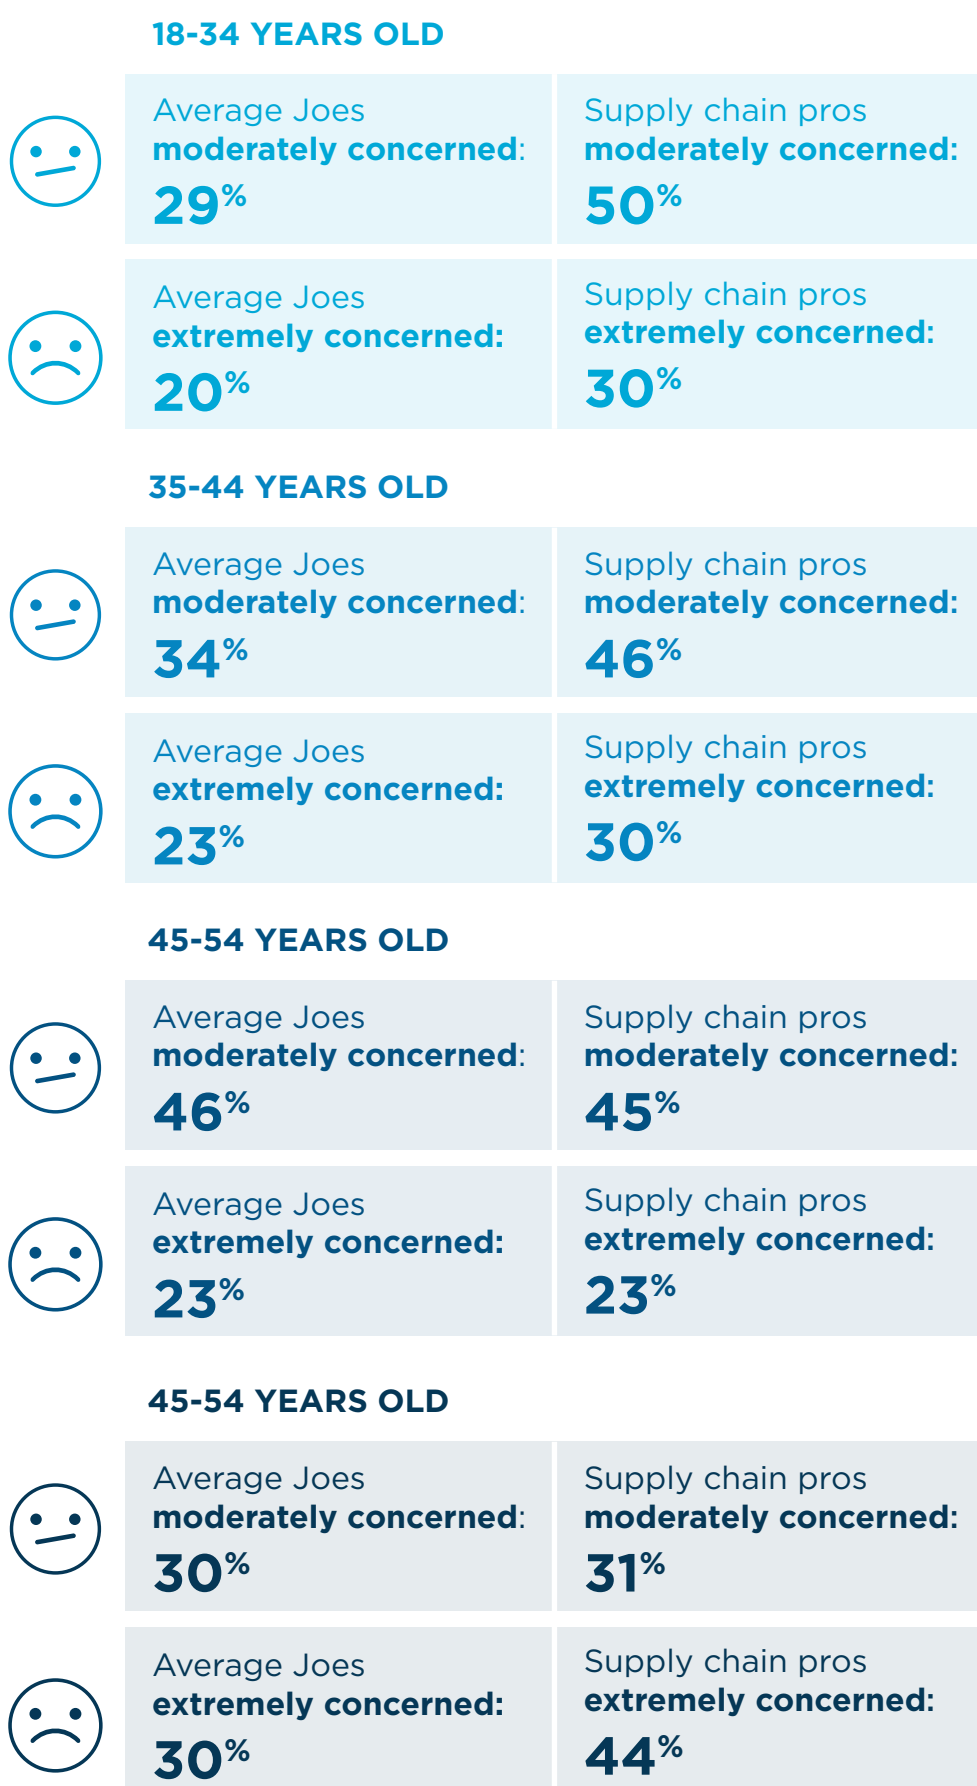 18-34 YEARS OLD
Average Joes
moderately concerned:
29%
Supply chain pros
moderately concerned:
50%
Average Joes
extremely concerned:
20%
Supply chain pros
extremely concerned:
30%
35-44 YEARS OLD
Average Joes
moderately concerned:
34%
Supply chain pros
moderately concerned:
46%
Average Joes
extremely concerned:
23%
Supply chain pros
extremely concerned:
30%
45-54 YEARS OLD
Average Joes
moderately concerned:
46%
Supply chain pros
moderately concerned:
45%
Average Joes
extremely concerned:
23%
Supply chain pros
extremely concerned:
23%
45-54 YEARS OLD
Average Joes
moderately concerned:
30%
Supply chain pros
moderately concerned:
31%
Average Joes
extremely concerned:
30%
Supply chain pros
extremely concerned:
44%